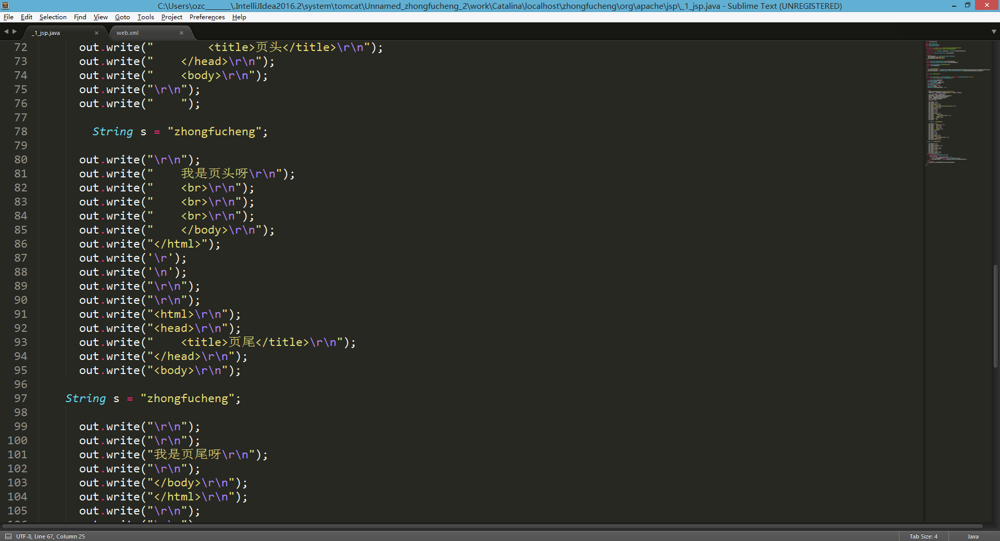 C:\Users\ozc_______\.IntelliJIdea2016.2\system\tomcat\Unnamed_zhongfucheng_2\work\Catalina\localhost\zhongfucheng\org\apache\jsp\_1_jsp.java - Sublime Text (UNREGISTERED)
File Edit Selection Find View Goto Tools Project Preferences Help
_1_jsp.java web.xml
72 out.write("        <title>页头</title>\r\n");
73 out.write("    </head>\r\n");
74 out.write("    <body>\r\n");
75 out.write("\r\n");
76 out.write("    ");
77
78 String s = "zhongfucheng";
79
80 out.write("\r\n");
81 out.write("    我是页头呀\r\n");
82 out.write("    <br>\r\n");
83 out.write("    <br>\r\n");
84 out.write("    <br>\r\n");
85 out.write("    </body>\r\n");
86 out.write("</html>");
87 out.write('\r');
88 out.write('\n');
89 out.write("\r\n");
90 out.write("\r\n");
91 out.write("<html>\r\n");
92 out.write("<head>\r\n");
93 out.write("    <title>页尾</title>\r\n");
94 out.write("</head>\r\n");
95 out.write("<body>\r\n");
96
97 String s = "zhongfucheng";
98
99 out.write("\r\n");
100 out.write("\r\n");
101 out.write("我是页尾呀\r\n");
102 out.write("\r\n");
103 out.write("</body>\r\n");
104 out.write("</html>\r\n");
105 out.write("\r\n");
UTF-8, Line 67, Column 25 Tab Size: 4 Java